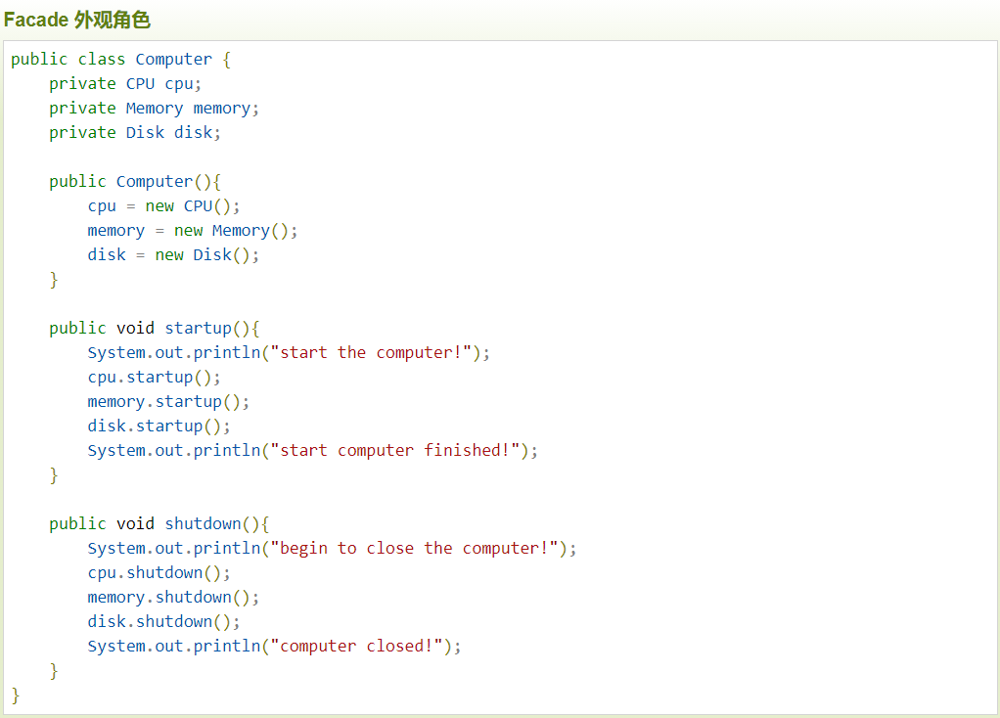 Facade 外观角色
public class Computer {
    private CPU cpu;
    private Memory memory;
    private Disk disk;

    public Computer(){
        cpu = new CPU();
        memory = new Memory();
        disk = new Disk();
    }

    public void startup(){
        System.out.println("start the computer!");
        cpu.startup();
        memory.startup();
        disk.startup();
        System.out.println("start computer finished!");
    }

    public void shutdown(){
        System.out.println("begin to close the computer!");
        cpu.shutdown();
        memory.shutdown();
        disk.shutdown();
        System.out.println("computer closed!");
    }
}